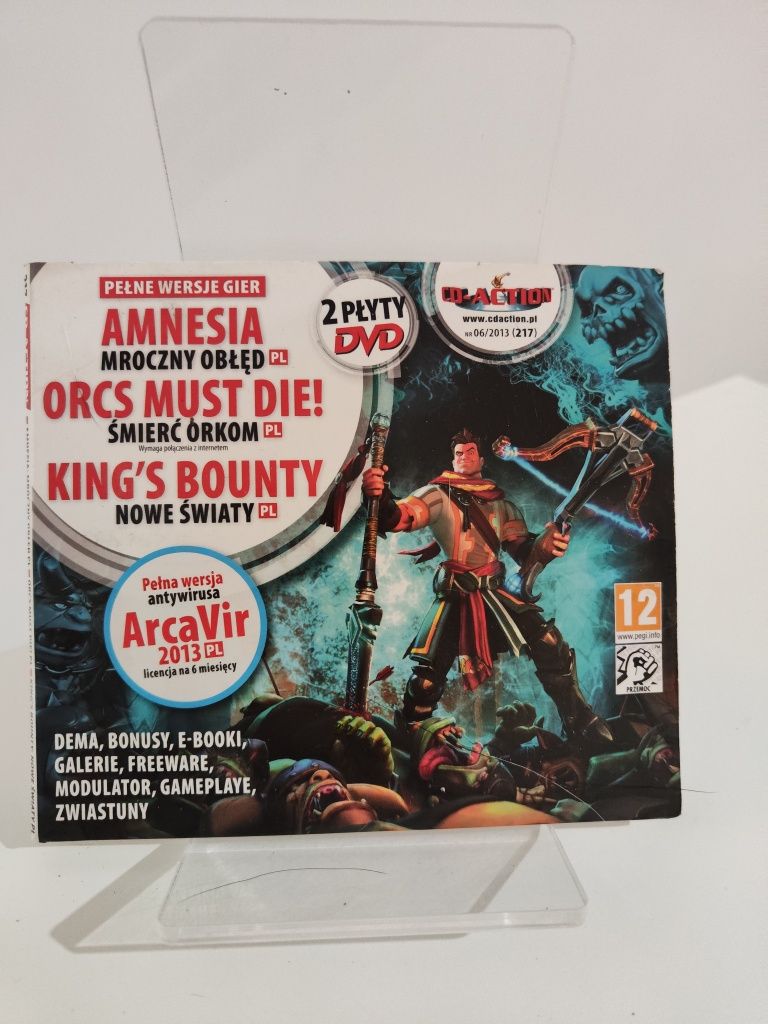 PEŁNE WERSJE GIER
AMNESIA
MROCZNY OBŁĘD PL
ORCS MUST DIE!
ŚMIERĆ ORKOM PL
Wymaga połączenia z internetem
KING'S BOUNTY
NOWE ŚWIATY PL
2 PŁYTY
DVD
CD-ACTION
www.cdaction.pl
NR 06/2013 (217)
Pełna wersja
antywirusa
ArcaVir
2013 PL
licencja na 6 miesięcy
12
www.pegi.info
PRZEMOC
DEMA, BONUSY, E-BOOKI,
GALERIE, FREEWARE,
MODULATOR, GAMEPLAYE,
ZWIASTUNY